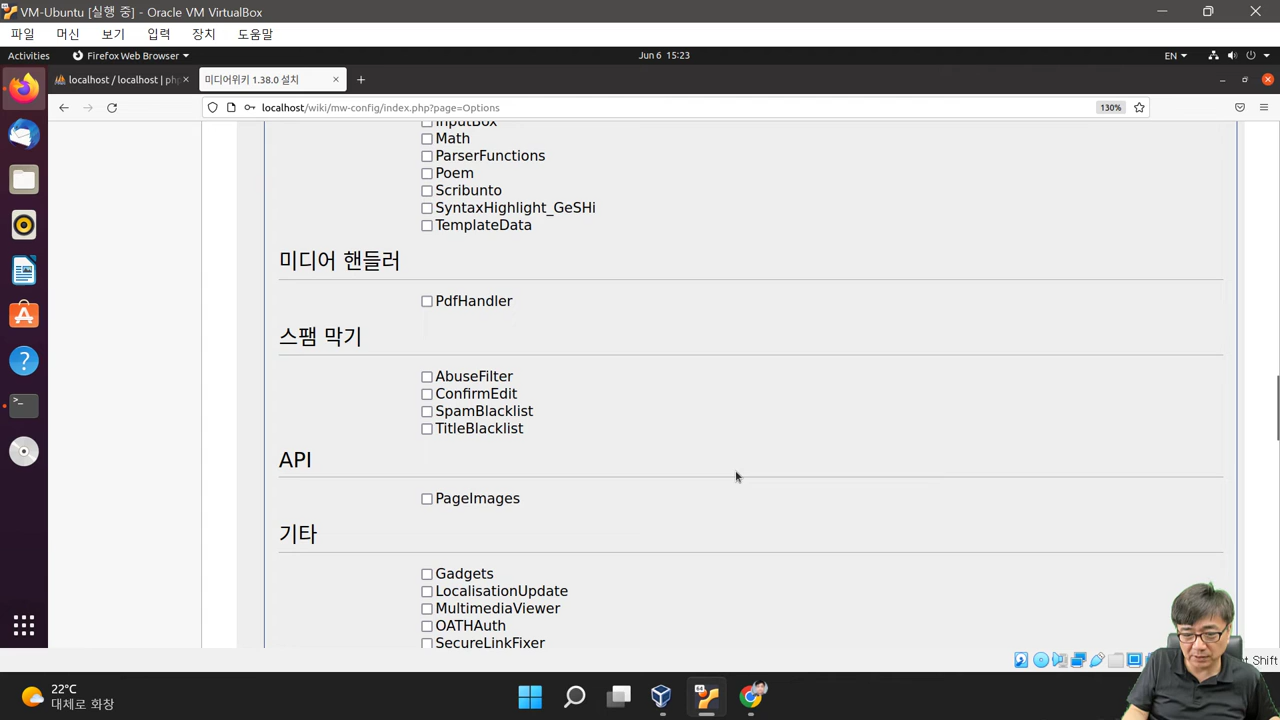 VM-Ubuntu [실행 중] - Oracle VM VirtualBox
파일 머신 보기 입력 장치 도움말
Activities Firefox Web Browser Jun 6 15:23 EN
localhost / localhost | php 미디어위키 1.38.0 설치
localhost/wiki/mw-config/index.php?page=Options 130%
InputBox
Math
ParserFunctions
Poem
Scribunto
SyntaxHighlight_GeSHi
TemplateData
미디어 핸들러
PdfHandler
스팸 막기
AbuseFilter
ConfirmEdit
SpamBlacklist
TitleBlacklist
API
PageImages
기타
Gadgets
LocalisationUpdate
MultimediaViewer
OATHAuth
SecureLinkFixer
Shift
22°C
대체로 화창